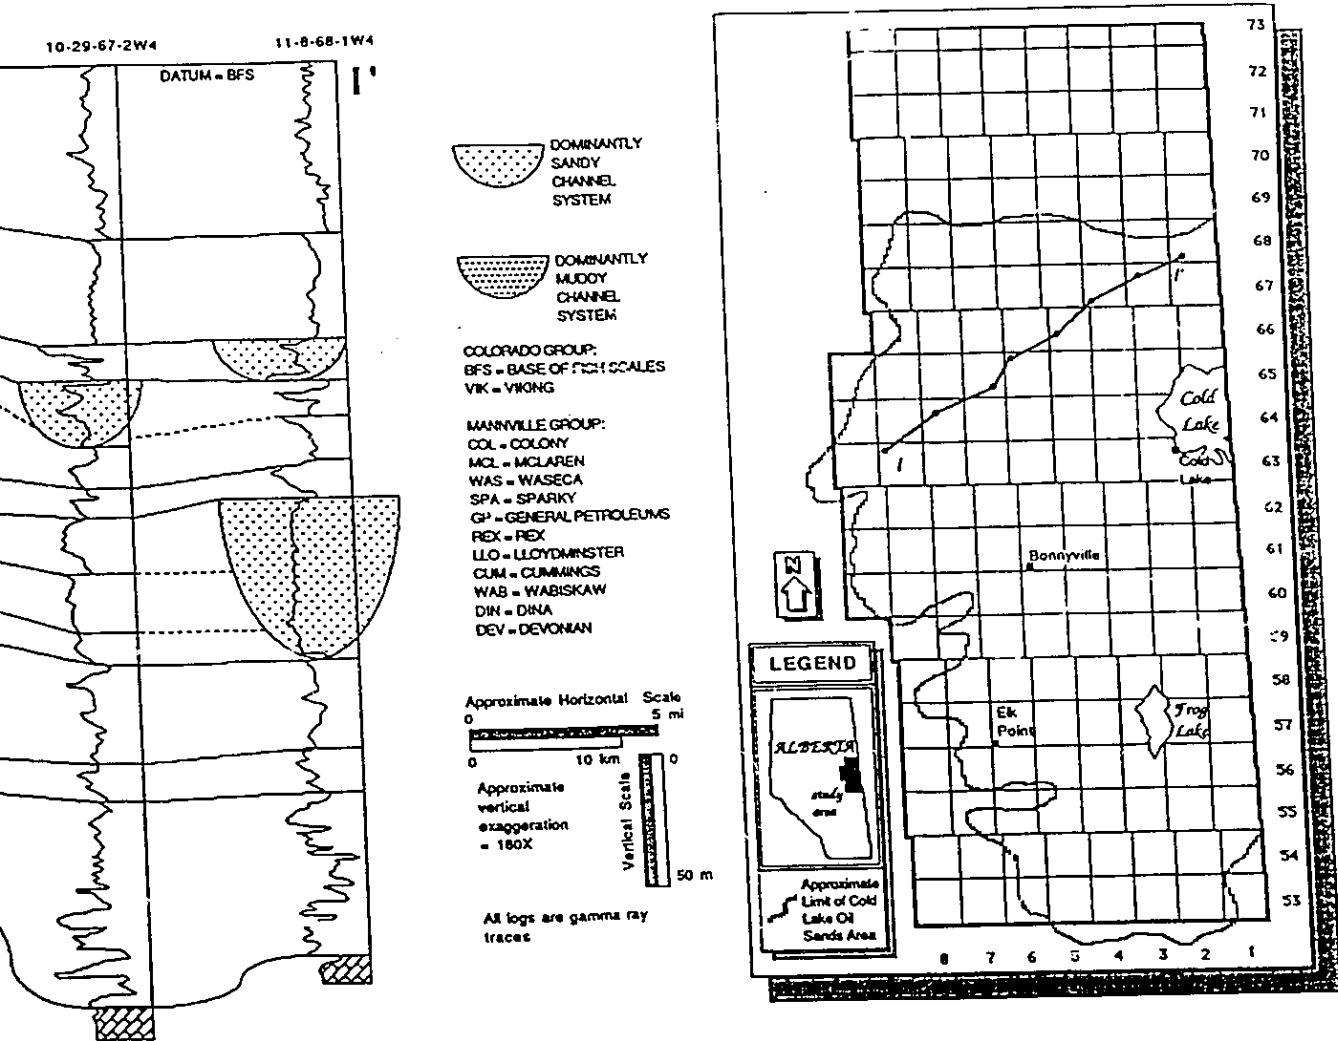 10-29-67-2W4
11-8-68-1W4
DATUM = BFS
I'
DOMINANTLY
SANDY
CHANNEL
SYSTEM
DOMINANTLY
MUDDY
CHANNEL
SYSTEM
COLORADO GROUP:
BFS = BASE OF FISH SCALES
VIK = VIKING
MANNVILLE GROUP:
COL = COLONY
MCL = MCLAREN
WAS = WASECA
SPA = SPARKY
GP = GENERAL PETROLEUMS
REX = REX
LLO = LLOYDMINSTER
CUM = CUMMINGS
WAB = WABISKAW
DIN = DINA
DEV = DEVONIAN
Approximate Horizontal Scale
0 5 mi
0 10 km
Approximate
vertical
exaggeration
= 160X
Vertical Scale
0
50 m
All logs are gamma ray
traces
73
72
71
70
69
68
67
66
65
64
63
62
61
60
59
58
57
56
55
54
53
I'
I
Cold
Lake
Cold
Lake
Bonnyville
N
Elk
Point
Frog
Lake
LEGEND
ALBERTA
study
area
Approximate
Limit of Cold
Lake Oil
Sands Area
8 7 6 5 4 3 2 1